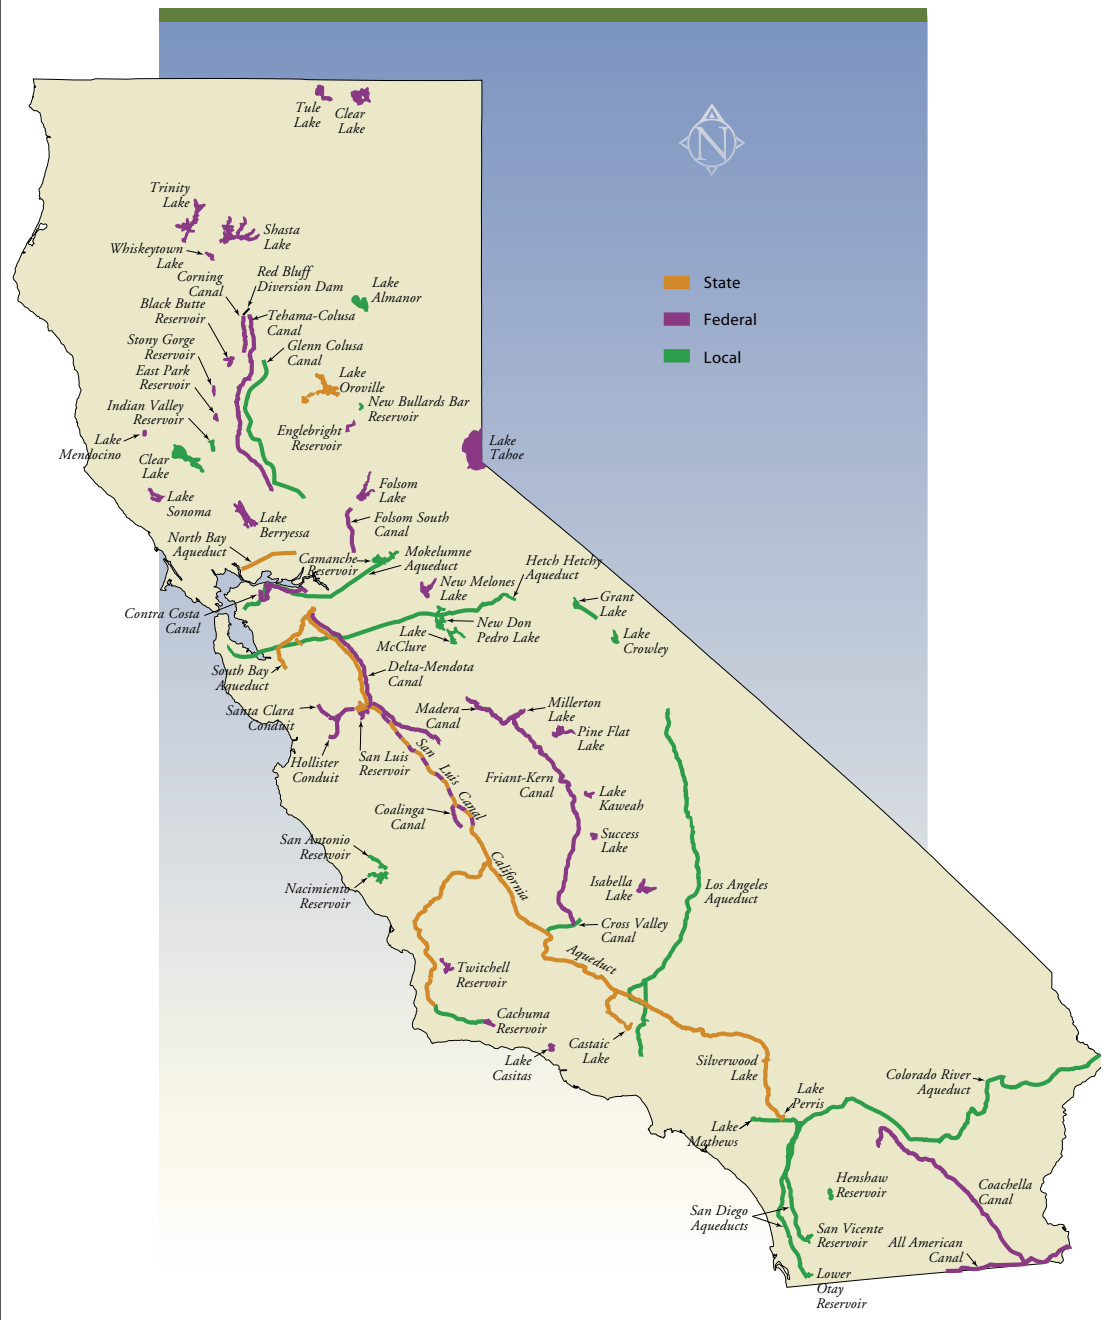 Tule
Lake
Clear
Lake
N
Trinity
Lake
Shasta
Lake
Whiskeytown
Lake
Corning
Canal
Red Bluff
Diversion Dam
Lake
Almanor
State
Black Butte
Reservoir
Tehama-Colusa
Canal
Federal
Stony Gorge
Reservoir
Glenn Colusa
Canal
Local
East Park
Reservoir
Lake
Oroville
New Bullards Bar
Reservoir
Indian Valley
Reservoir
Englebright
Reservoir
Lake
Mendocino
Lake
Tahoe
Clear
Lake
Lake
Sonoma
Folsom
Lake
Lake
Berryessa
Folsom South
Canal
North Bay
Aqueduct
Camanche
Reservoir
Mokelumne
Aqueduct
Hetch Hetchy
Aqueduct
New Melones
Lake
Grant
Lake
Contra Costa
Canal
New Don
Pedro Lake
Lake
McClure
Lake
Crowley
South Bay
Aqueduct
Delta-Mendota
Canal
Santa Clara
Conduit
Madera
Canal
Millerton
Lake
Pine Flat
Lake
Hollister
Conduit
San Luis
Reservoir
San Luis Canal
Friant-Kern
Canal
Lake
Kaweah
Coalinga
Canal
Success
Lake
San Antonio
Reservoir
California Aqueduct
Nacimiento
Reservoir
Isabella
Lake
Los Angeles
Aqueduct
Cross Valley
Canal
Twitchell
Reservoir
Cachuma
Reservoir
Castaic
Lake
Lake
Casitas
Silverwood
Lake
Colorado River
Aqueduct
Lake
Perris
Lake
Mathews
Henshaw
Reservoir
Coachella
Canal
San Diego
Aqueducts
San Vicente
Reservoir
All American
Canal
Lower
Otay
Reservoir